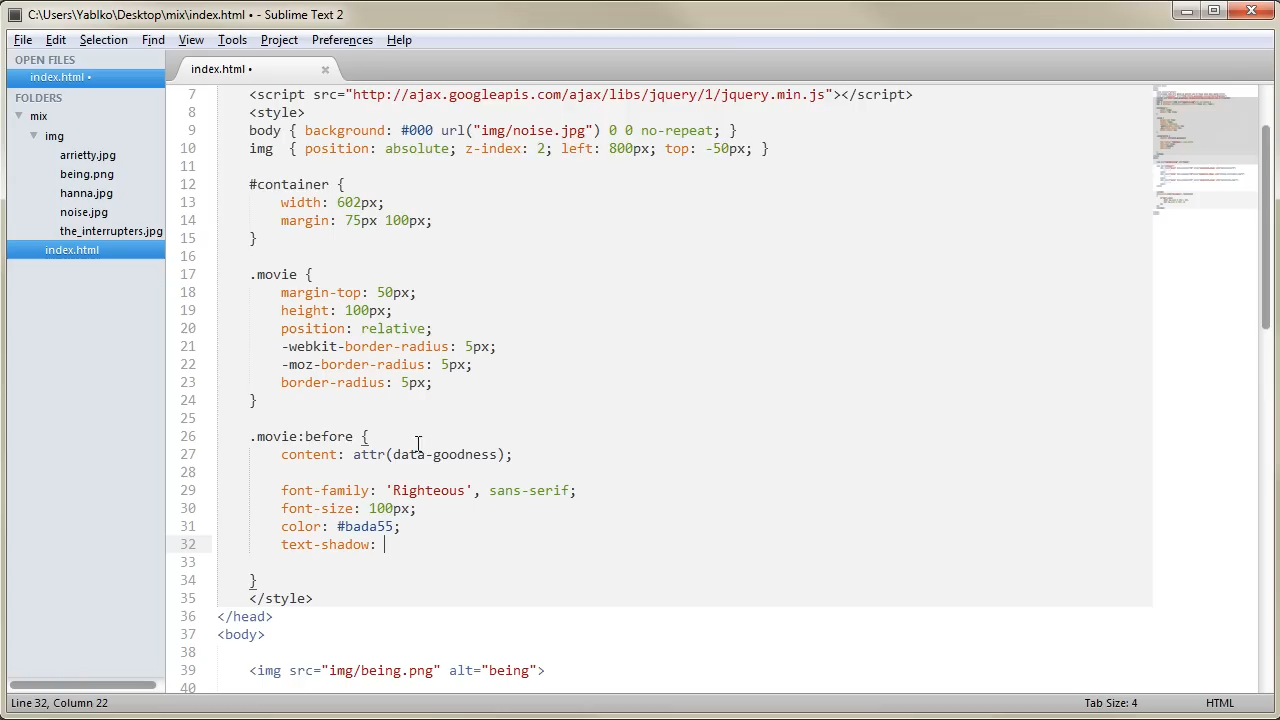 C:\Users\Yablko\Desktop\mix\index.html • - Sublime Text 2
File Edit Selection Find View Tools Project Preferences Help
OPEN FILES
index.html •
FOLDERS
mix
img
arrietty.jpg
being.png
hanna.jpg
noise.jpg
the_interrupters.jpg
index.html
index.html •
7 <script src="http://ajax.googleapis.com/ajax/libs/jquery/1/jquery.min.js"></script>
8 <style>
9 body { background: #000 url("img/noise.jpg") 0 0 no-repeat; }
10 img { position: absolute; z-index: 2; left: 800px; top: -50px; }
11
12 #container {
13 width: 602px;
14 margin: 75px 100px;
15 }
16
17 .movie {
18 margin-top: 50px;
19 height: 100px;
20 position: relative;
21 -webkit-border-radius: 5px;
22 -moz-border-radius: 5px;
23 border-radius: 5px;
24 }
25
26 .movie:before {
27 content: attr(data-goodness);
28
29 font-family: 'Righteous', sans-serif;
30 font-size: 100px;
31 color: #bada55;
32 text-shadow:
33
34 }
35 </style>
36 </head>
37 <body>
38
39 <img src="img/being.png" alt="being">
40
Line 32, Column 22 Tab Size: 4 HTML